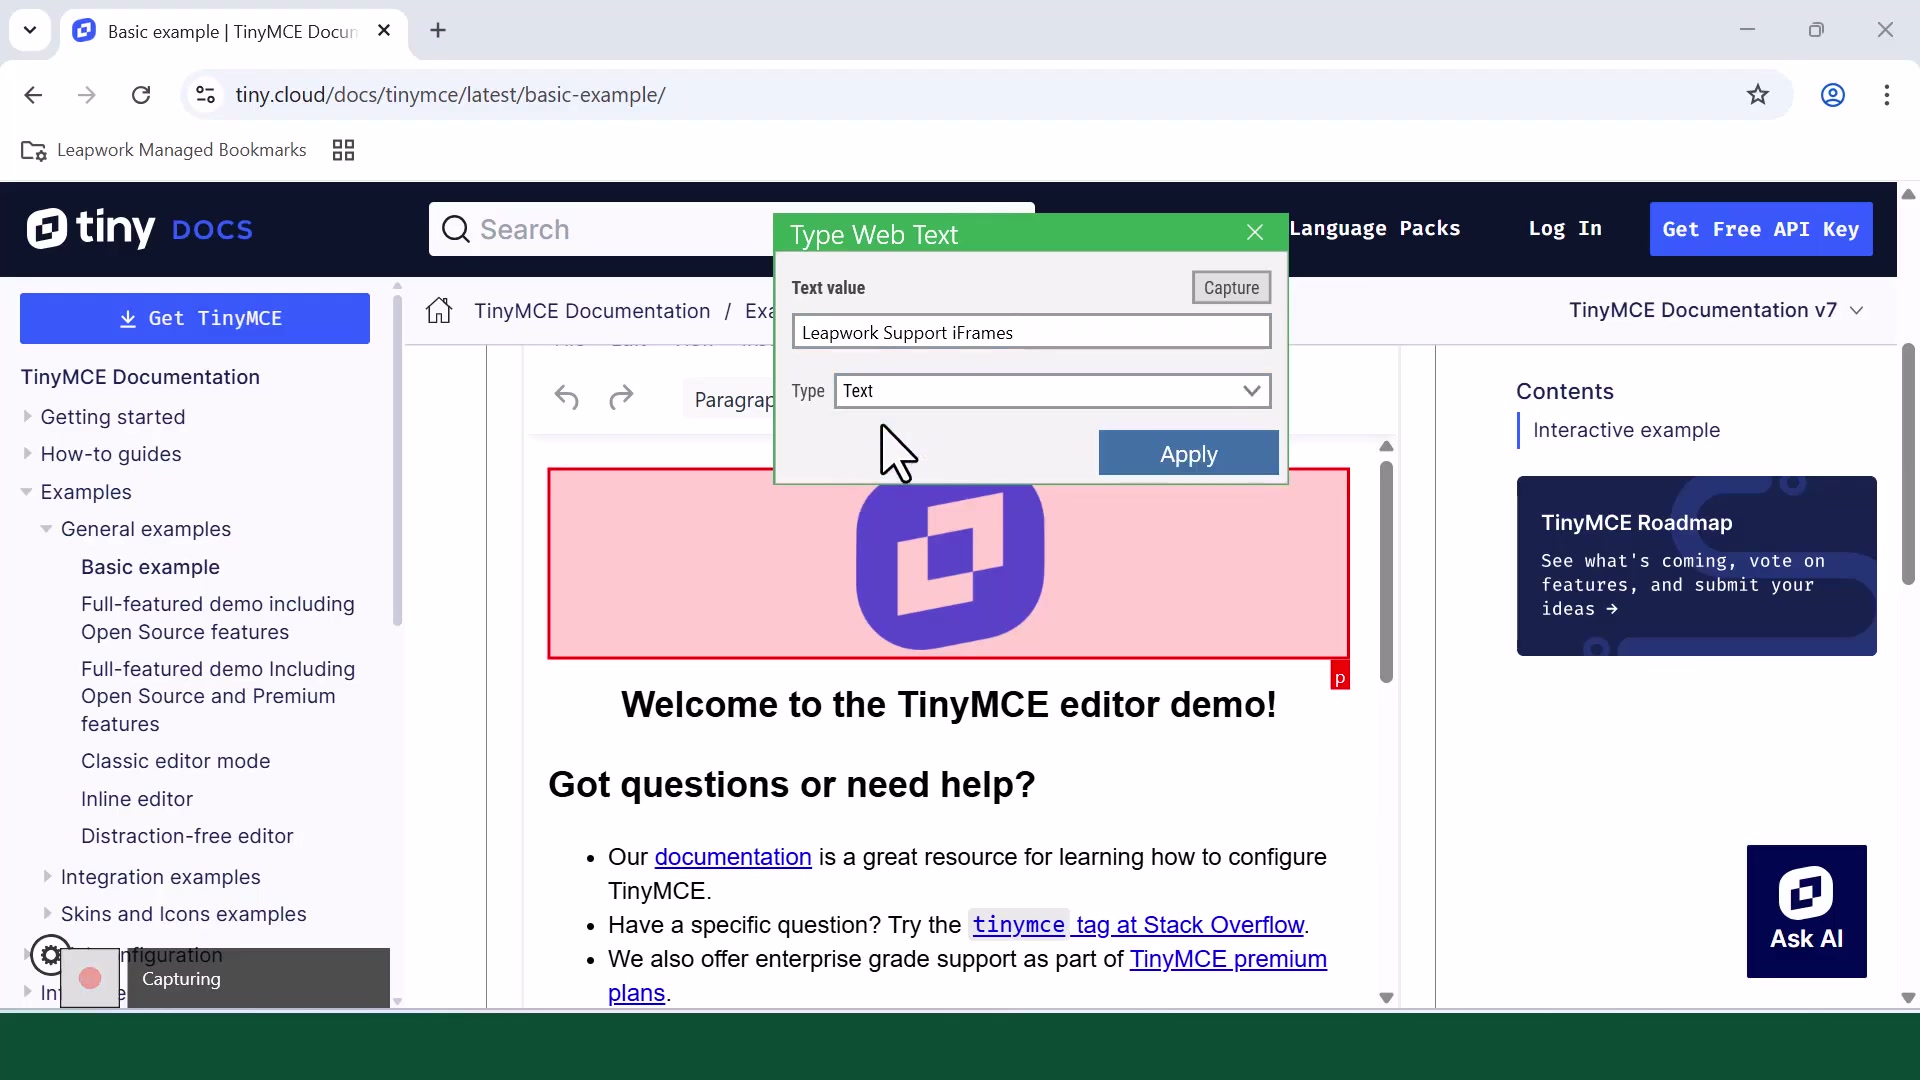 Basic example | TinyMCE Docun
tiny.cloud/docs/tinymce/latest/basic-example/
Leapwork Managed Bookmarks
tiny DOCS
Search
Language Packs
Log In
Get Free API Key
Type Web Text
Text value
Capture
Leapwork Support iFrames
Type
Text
Apply
Get TinyMCE
TinyMCE Documentation / Exa
TinyMCE Documentation v7
TinyMCE Documentation
Getting started
How-to guides
Examples
General examples
Basic example
Full-featured demo including
Open Source features
Full-featured demo Including
Open Source and Premium
features
Classic editor mode
Inline editor
Distraction-free editor
Integration examples
Skins and Icons examples
Capturing
Paragrap
p
Welcome to the TinyMCE editor demo!
Got questions or need help?
• Our documentation is a great resource for learning how to configure
TinyMCE.
• Have a specific question? Try the tinymce tag at Stack Overflow.
• We also offer enterprise grade support as part of TinyMCE premium
plans.
Contents
Interactive example
TinyMCE Roadmap
See what's coming, vote on
features, and submit your
ideas →
Ask AI